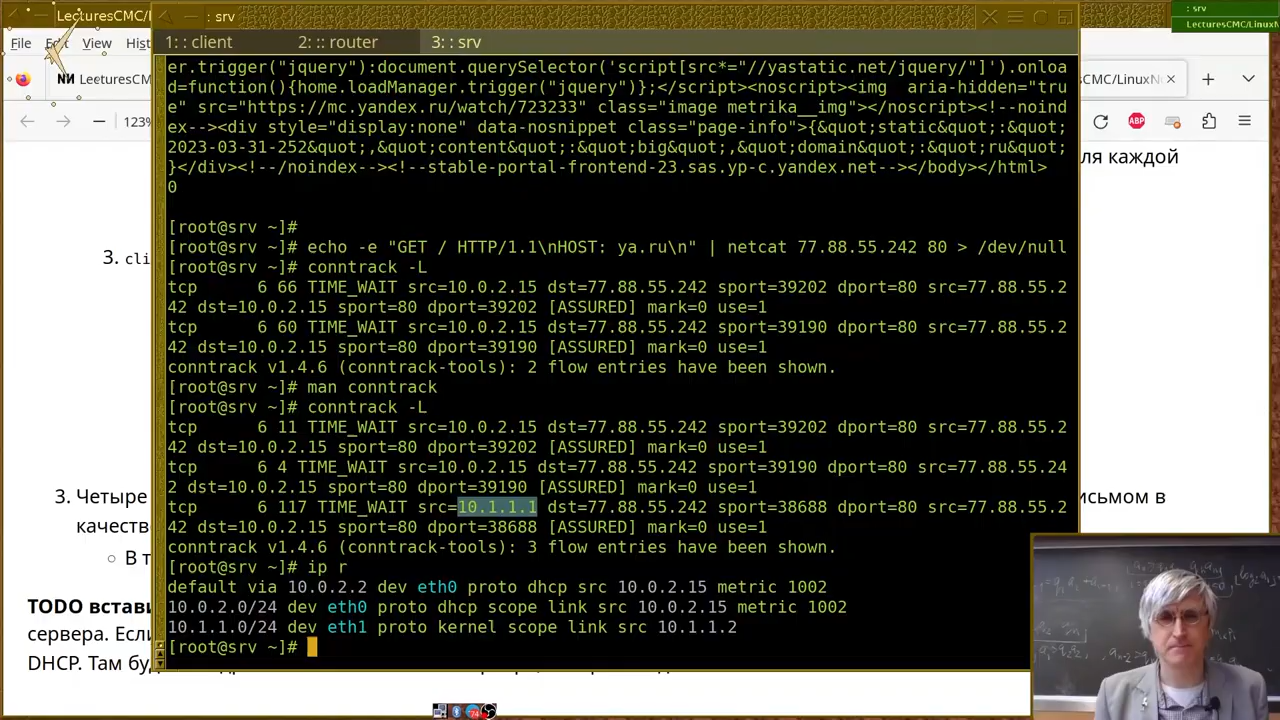 LecturesCMC/l
: srv
: srv
LecturesCMC/LinuxN
File Edit View Hist
1: : client
2: :: router
3: : srv
LecturesCM
esCMC/LinuxNe
123%
ABP
er.trigger("jquery"):document.querySelector('script[src*="//yastatic.net/jquery/"]').onloa
d=function(){home.loadManager.trigger("jquery")};</script><noscript><img  aria-hidden="tru
e" src="https://mc.yandex.ru/watch/723233" class="image metrika__img"></noscript><!--noind
ex--><div style="display:none" data-nosnippet class="page-info">{&quot;static&quot;:&quot;
2023-03-31-252&quot;,&quot;content&quot;:&quot;big&quot;,&quot;domain&quot;:&quot;ru&quot;
}</div><!--/noindex--><!--stable-portal-frontend-23.sas.yp-c.yandex.net--></body></html>
0
ля каждой
[root@srv ~]#
[root@srv ~]# echo -e "GET / HTTP/1.1\nHOST: ya.ru\n" | netcat 77.88.55.242 80 > /dev/null
3. cli
[root@srv ~]# conntrack -L
tcp      6 66 TIME_WAIT src=10.0.2.15 dst=77.88.55.242 sport=39202 dport=80 src=77.88.55.2
42 dst=10.0.2.15 sport=80 dport=39202 [ASSURED] mark=0 use=1
tcp      6 60 TIME_WAIT src=10.0.2.15 dst=77.88.55.242 sport=39190 dport=80 src=77.88.55.2
42 dst=10.0.2.15 sport=80 dport=39190 [ASSURED] mark=0 use=1
conntrack v1.4.6 (conntrack-tools): 2 flow entries have been shown.
[root@srv ~]# man conntrack
[root@srv ~]# conntrack -L
tcp      6 11 TIME_WAIT src=10.0.2.15 dst=77.88.55.242 sport=39202 dport=80 src=77.88.55.2
42 dst=10.0.2.15 sport=80 dport=39202 [ASSURED] mark=0 use=1
tcp      6 4 TIME_WAIT src=10.0.2.15 dst=77.88.55.242 sport=39190 dport=80 src=77.88.55.24
2 dst=10.0.2.15 sport=80 dport=39190 [ASSURED] mark=0 use=1
tcp      6 117 TIME_WAIT src=10.1.1.1 dst=77.88.55.242 sport=38688 dport=80 src=77.88.55.2
42 dst=10.0.2.15 sport=80 dport=38688 [ASSURED] mark=0 use=1
conntrack v1.4.6 (conntrack-tools): 3 flow entries have been shown.
[root@srv ~]# ip r
default via 10.0.2.2 dev eth0 proto dhcp src 10.0.2.15 metric 1002
10.0.2.0/24 dev eth0 proto dhcp scope link src 10.0.2.15 metric 1002
10.1.1.0/24 dev eth1 proto kernel scope link src 10.1.1.2
[root@srv ~]#
3. Четыре
исьмом в
качестве
В т
TODO встави
сервера. Если
DHCP. Там бу